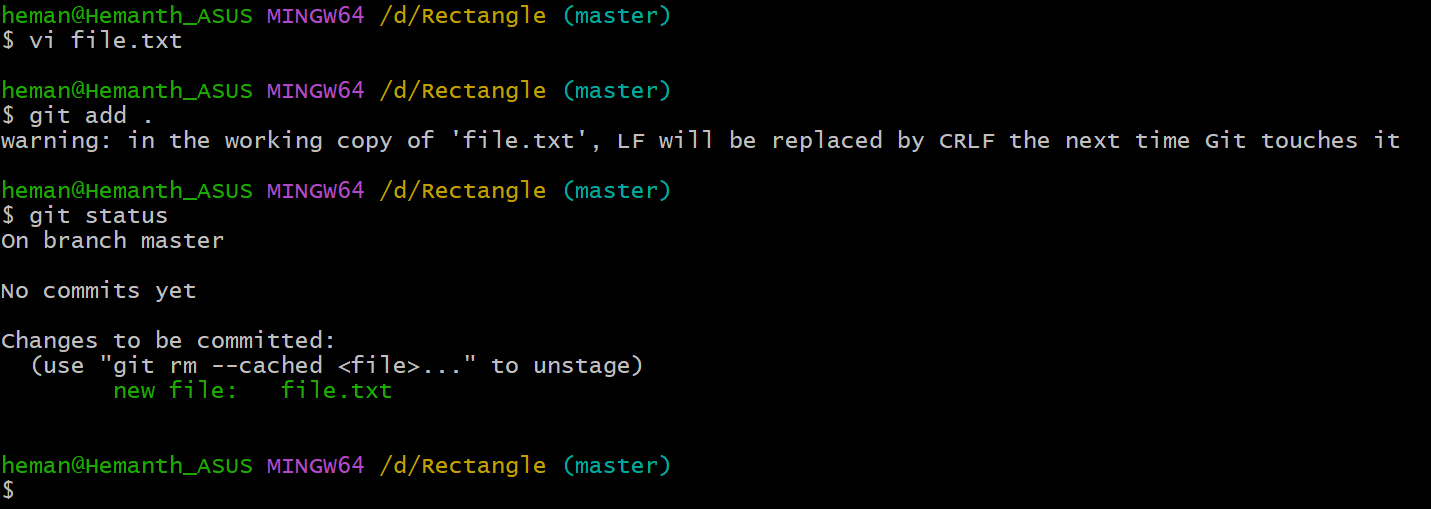 heman@Hemanth_ASUS MINGW64 /d/Rectangle (master)
$ vi file.txt
heman@Hemanth_ASUS MINGW64 /d/Rectangle (master)
$ git add .
warning: in the working copy of 'file.txt', LF will be replaced by CRLF the next time Git touches it
heman@Hemanth_ASUS MINGW64 /d/Rectangle (master)
$ git status
On branch master
No commits yet
Changes to be committed:
  (use "git rm --cached <file>..." to unstage)
        new file:   file.txt
heman@Hemanth_ASUS MINGW64 /d/Rectangle (master)
$